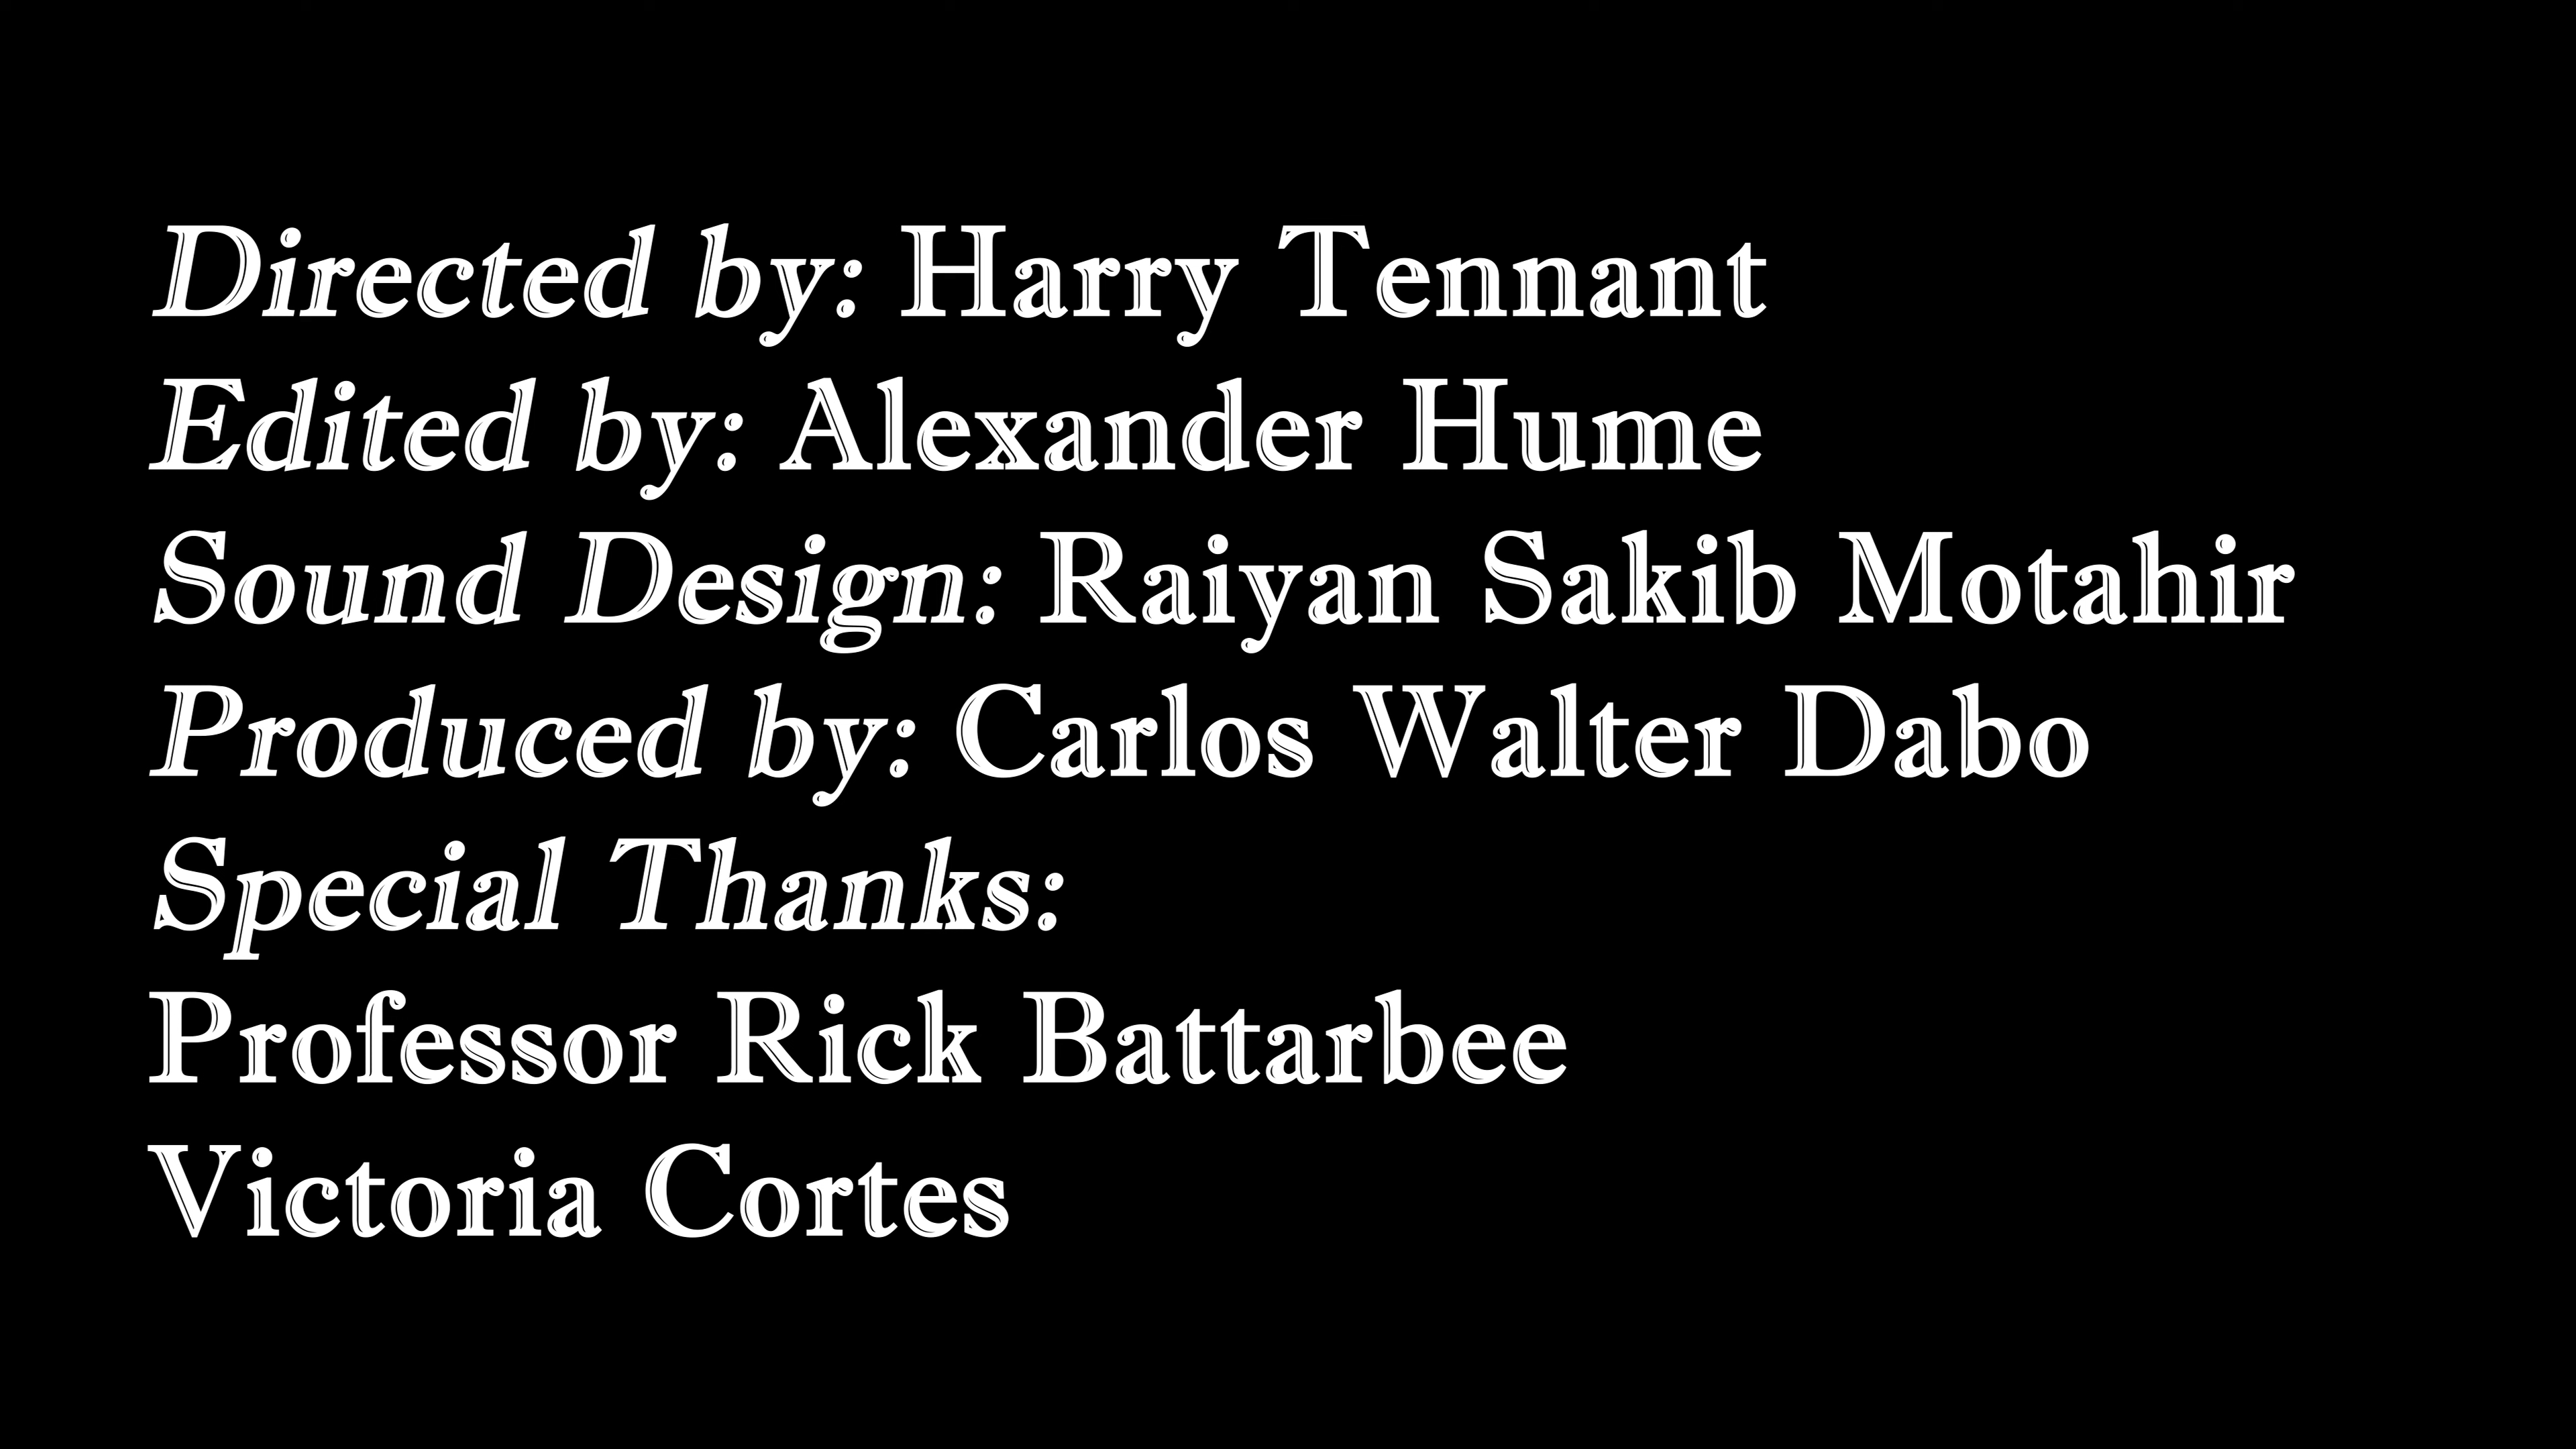 Directed by: Harry Tennant
Edited by: Alexander Hume
Sound Design: Raiyan Sakib Motahir
Produced by: Carlos Walter Dabo
Special Thanks:
Professor Rick Battarbee
Victoria Cortes